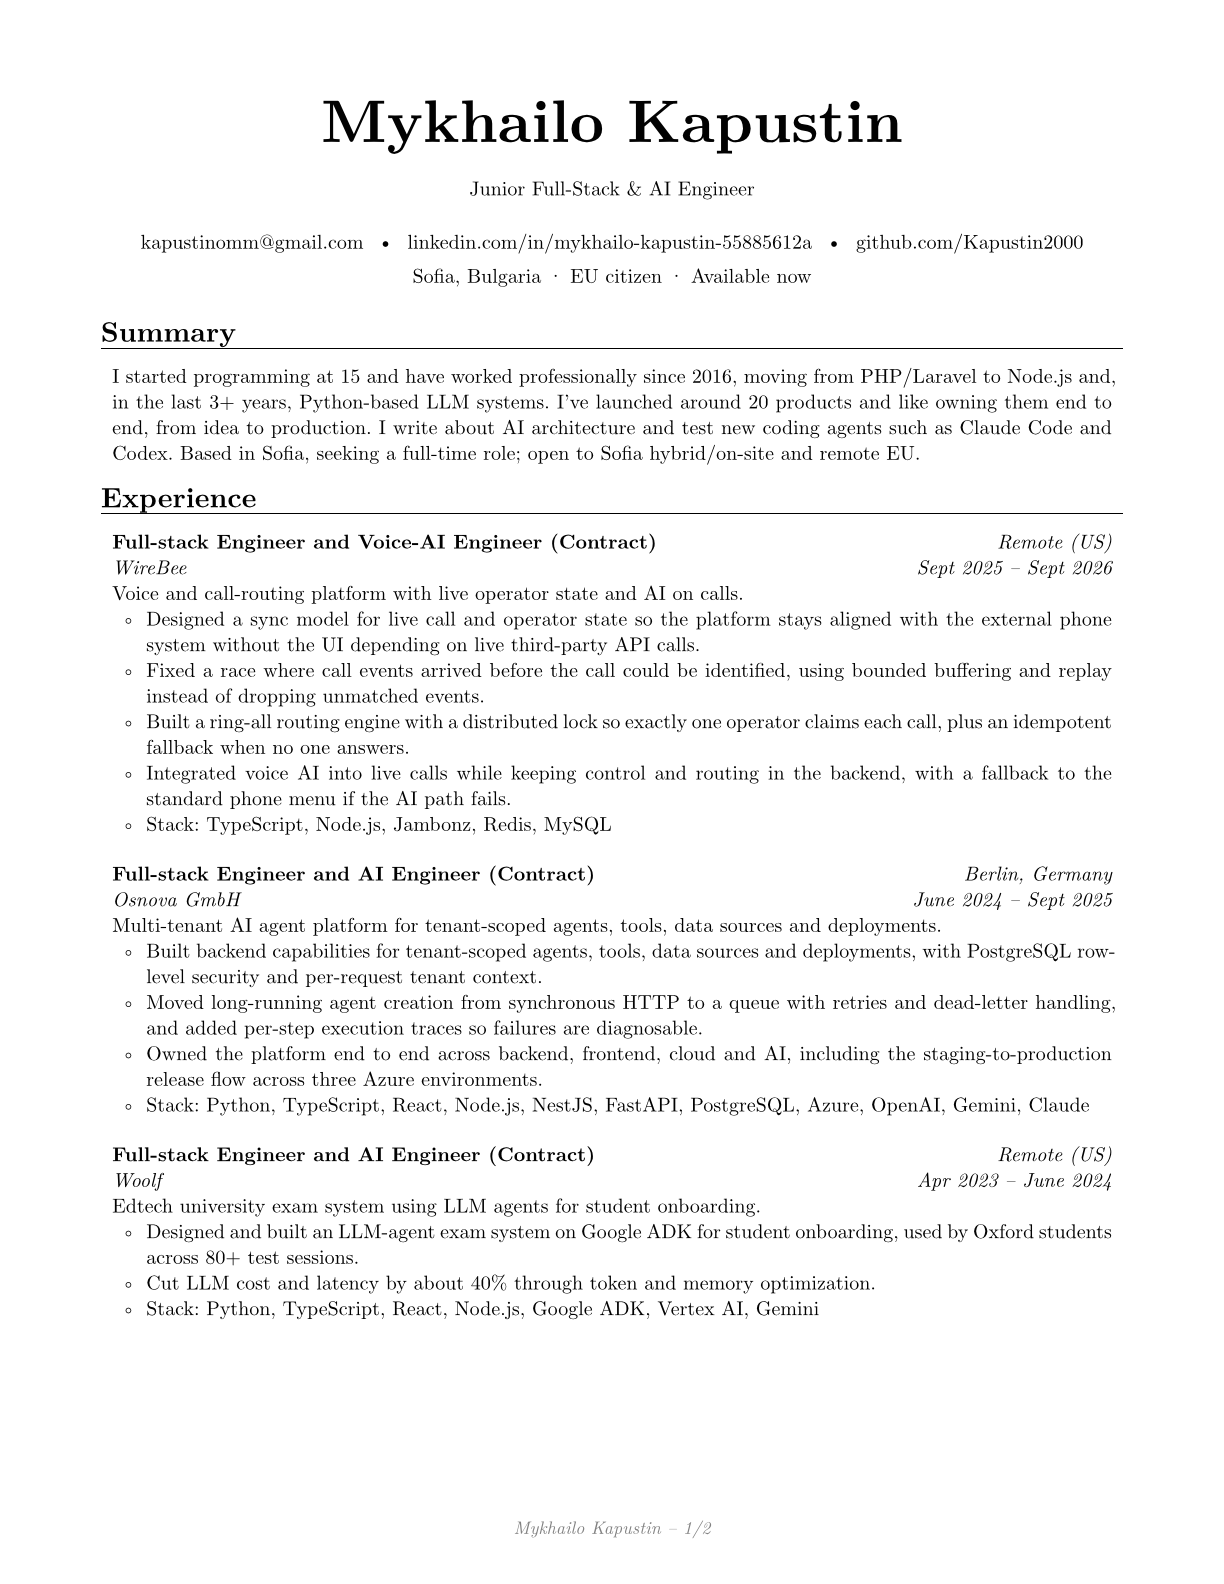 Mykhailo Kapustin
Junior Full-Stack & AI Engineer
kapustinomm@gmail.com • linkedin.com/in/mykhailo-kapustin-55885612a • github.com/Kapustin2000
Sofia, Bulgaria · EU citizen · Available now
Summary
I started programming at 15 and have worked professionally since 2016, moving from PHP/Laravel to Node.js and,
in the last 3+ years, Python-based LLM systems. I've launched around 20 products and like owning them end to
end, from idea to production. I write about AI architecture and test new coding agents such as Claude Code and
Codex. Based in Sofia, seeking a full-time role; open to Sofia hybrid/on-site and remote EU.
Experience
Full-stack Engineer and Voice-AI Engineer (Contract) Remote (US)
WireBee Sept 2025 – Sept 2026
Voice and call-routing platform with live operator state and AI on calls.
◦ Designed a sync model for live call and operator state so the platform stays aligned with the external phone
system without the UI depending on live third-party API calls.
◦ Fixed a race where call events arrived before the call could be identified, using bounded buffering and replay
instead of dropping unmatched events.
◦ Built a ring-all routing engine with a distributed lock so exactly one operator claims each call, plus an idempotent
fallback when no one answers.
◦ Integrated voice AI into live calls while keeping control and routing in the backend, with a fallback to the
standard phone menu if the AI path fails.
◦ Stack: TypeScript, Node.js, Jambonz, Redis, MySQL
Full-stack Engineer and AI Engineer (Contract) Berlin, Germany
Osnova GmbH June 2024 – Sept 2025
Multi-tenant AI agent platform for tenant-scoped agents, tools, data sources and deployments.
◦ Built backend capabilities for tenant-scoped agents, tools, data sources and deployments, with PostgreSQL row-
level security and per-request tenant context.
◦ Moved long-running agent creation from synchronous HTTP to a queue with retries and dead-letter handling,
and added per-step execution traces so failures are diagnosable.
◦ Owned the platform end to end across backend, frontend, cloud and AI, including the staging-to-production
release flow across three Azure environments.
◦ Stack: Python, TypeScript, React, Node.js, NestJS, FastAPI, PostgreSQL, Azure, OpenAI, Gemini, Claude
Full-stack Engineer and AI Engineer (Contract) Remote (US)
Woolf Apr 2023 – June 2024
Edtech university exam system using LLM agents for student onboarding.
◦ Designed and built an LLM-agent exam system on Google ADK for student onboarding, used by Oxford students
across 80+ test sessions.
◦ Cut LLM cost and latency by about 40% through token and memory optimization.
◦ Stack: Python, TypeScript, React, Node.js, Google ADK, Vertex AI, Gemini
Mykhailo Kapustin – 1/2